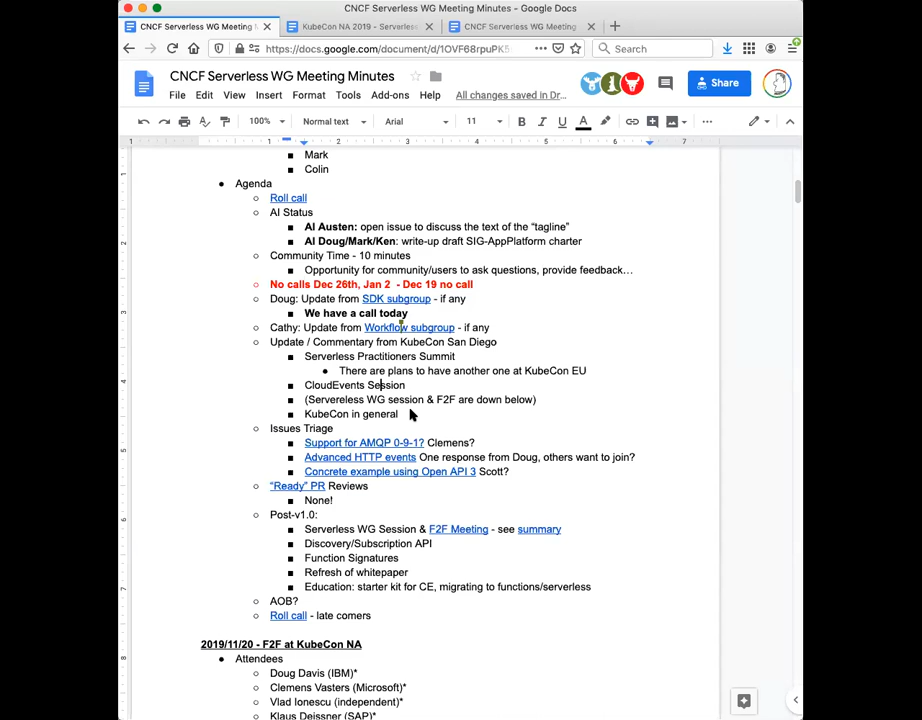 CNCF Serverless WG Meeting Minutes - Google Docs
CNCF Serverless WG Meeting
KubeCon NA 2019 - Serverless
CNCF Serverless WG Meeting Minutes
https://docs.google.com/document/d/1OVF68rpuPK5
Search
CNCF Serverless WG Meeting Minutes
File Edit View Insert Format Tools Add-ons Help All changes saved in Dr...
Share
100% Normal text Arial 11 B I U A
1 1 2 3 4 5 6 7
Mark
Colin
Agenda
Roll call
AI Status
AI Austen: open issue to discuss the text of the “tagline”
AI Doug/Mark/Ken: write-up draft SIG-AppPlatform charter
Community Time - 10 minutes
Opportunity for community/users to ask questions, provide feedback…
No calls Dec 26th, Jan 2 - Dec 19 no call
Doug: Update from SDK subgroup - if any
We have a call today
Cathy: Update from Workflow subgroup - if any
Update / Commentary from KubeCon San Diego
Serverless Practitioners Summit
There are plans to have another one at KubeCon EU
CloudEvents Session
(Servereless WG session & F2F are down below)
KubeCon in general
Issues Triage
Support for AMQP 0-9-1? Clemens?
Advanced HTTP events One response from Doug, others want to join?
Concrete example using Open API 3 Scott?
“Ready” PR Reviews
None!
Post-v1.0:
Serverless WG Session & F2F Meeting - see summary
Discovery/Subscription API
Function Signatures
Refresh of whitepaper
Education: starter kit for CE, migrating to functions/serverless
AOB?
Roll call - late comers
2019/11/20 - F2F at KubeCon NA
Attendees
Doug Davis (IBM)*
Clemens Vasters (Microsoft)*
Vlad Ionescu (independent)*
Klaus Deissner (SAP)*